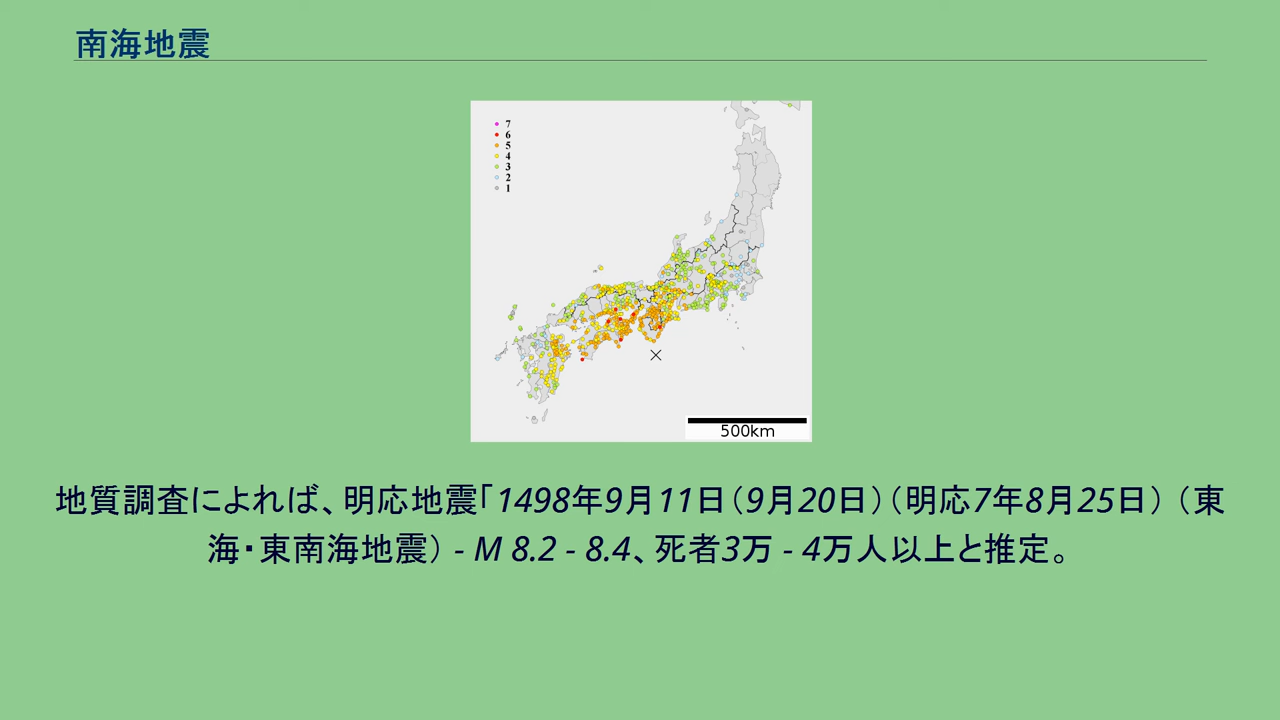 南海地震
7
6
5
4
3
2
1
500km
地質調査によれば、明応地震「1498年9月11日（9月20日）（明応7年8月25日）（東
海・東南海地震） - M 8.2 - 8.4、死者3万 - 4万人以上と推定。